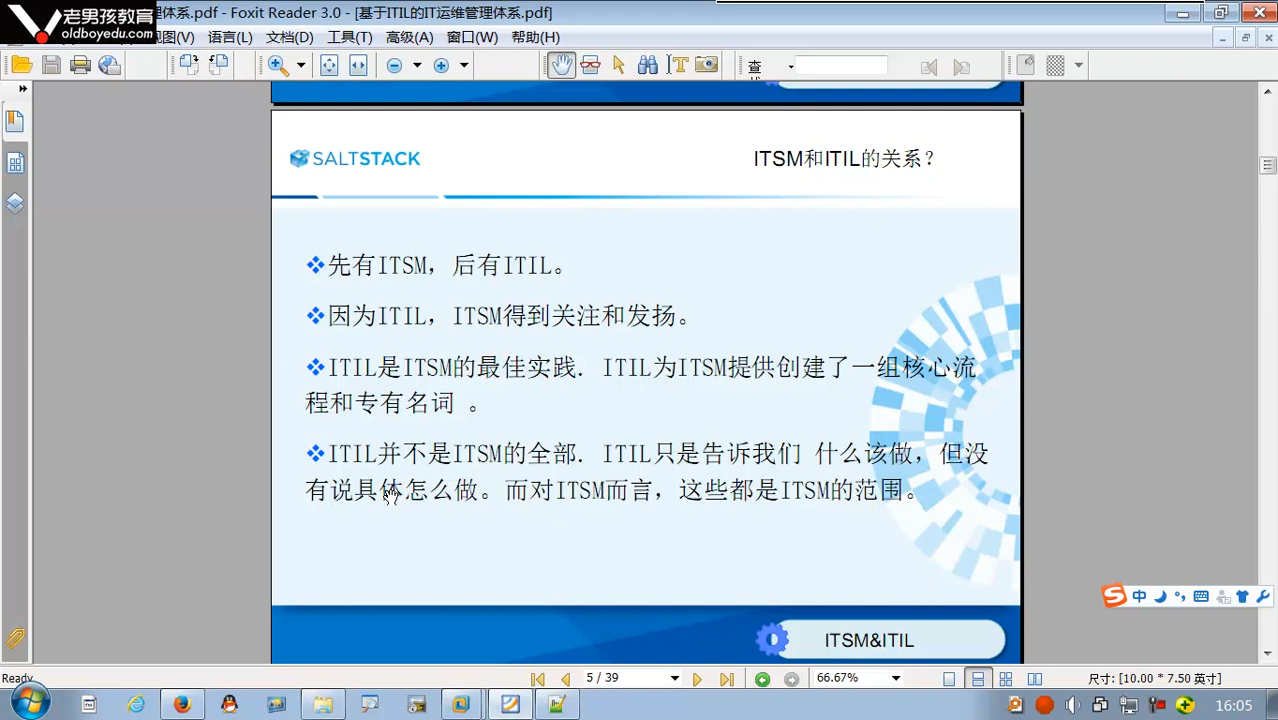 老男孩教育
oldboyedu.com
理体系.pdf - Foxit Reader 3.0 - [基于ITIL的IT运维管理体系.pdf]
视图(V) 语言(L) 文档(D) 工具(T) 高级(A) 窗口(W) 帮助(H)
查
SALTSTACK
ITSM和ITIL的关系？
❖先有ITSM，后有ITIL。
❖因为ITIL，ITSM得到关注和发扬。
❖ITIL是ITSM的最佳实践. ITIL为ITSM提供创建了一组核心流
程和专有名词 。
❖ITIL并不是ITSM的全部. ITIL只是告诉我们 什么该做，但没
有说具体怎么做。而对ITSM而言，这些都是ITSM的范围。
中
ITSM&ITIL
Ready
5 / 39
66.67%
尺寸: [10.00 * 7.50 英寸]
16:05